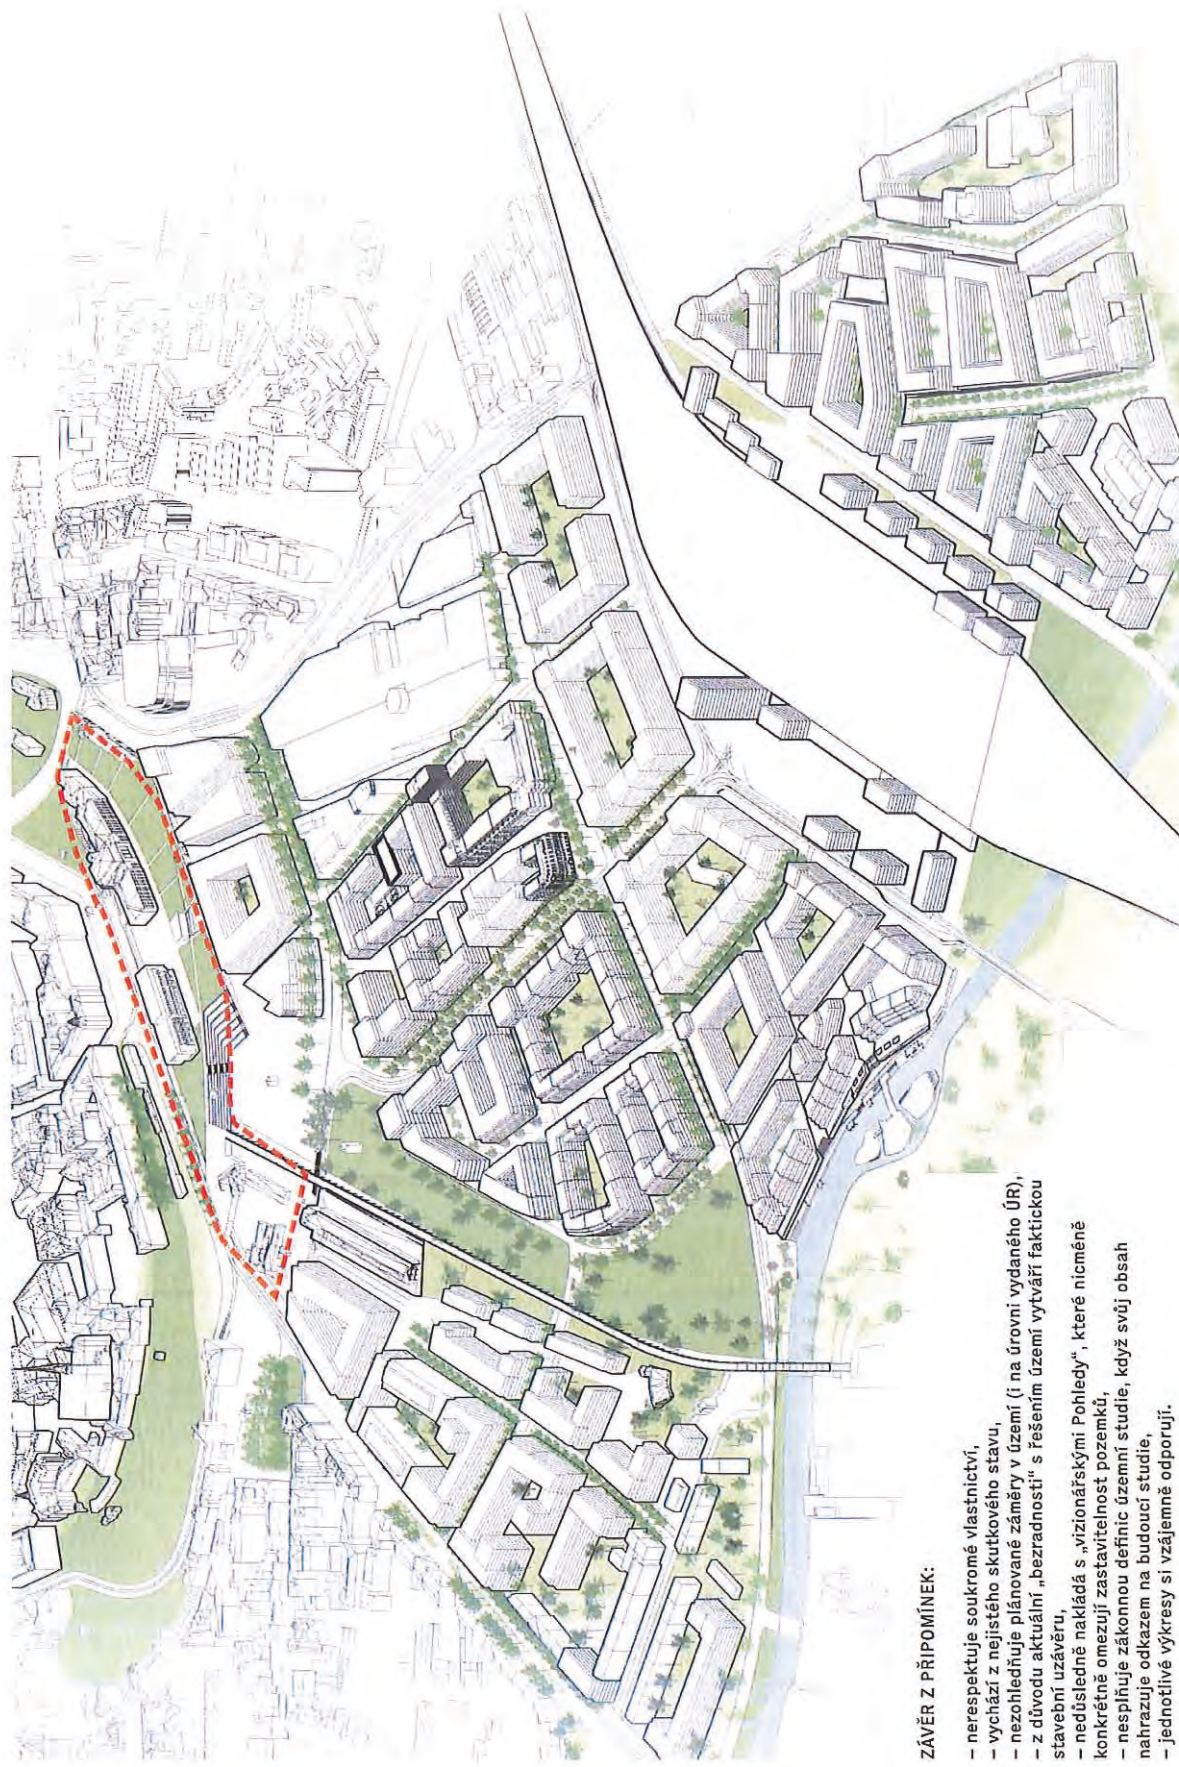 ZÁVĚR Z PŘIPOMÍNEK:
– nerespektuje soukromé vlastnictví,
– vychází z nejistého skutkového stavu,
– nezohledňuje plánované záměry v území (i na úrovni vydaného ÚR),
– z důvodu aktuální „bezradnosti“ s řešením území vytváří faktickou
stavební uzávěru,
– nedůsledně nakládá s „vizionářskými Pohledy“, které nicméně
konkrétně omezují zastavitelnost pozemků,
– nesplňuje zákonnou definic územní studie, když svůj obsah
nahrazuje odkazem na budoucí studie,
– jednotlivé výkresy si vzájemně odporují.